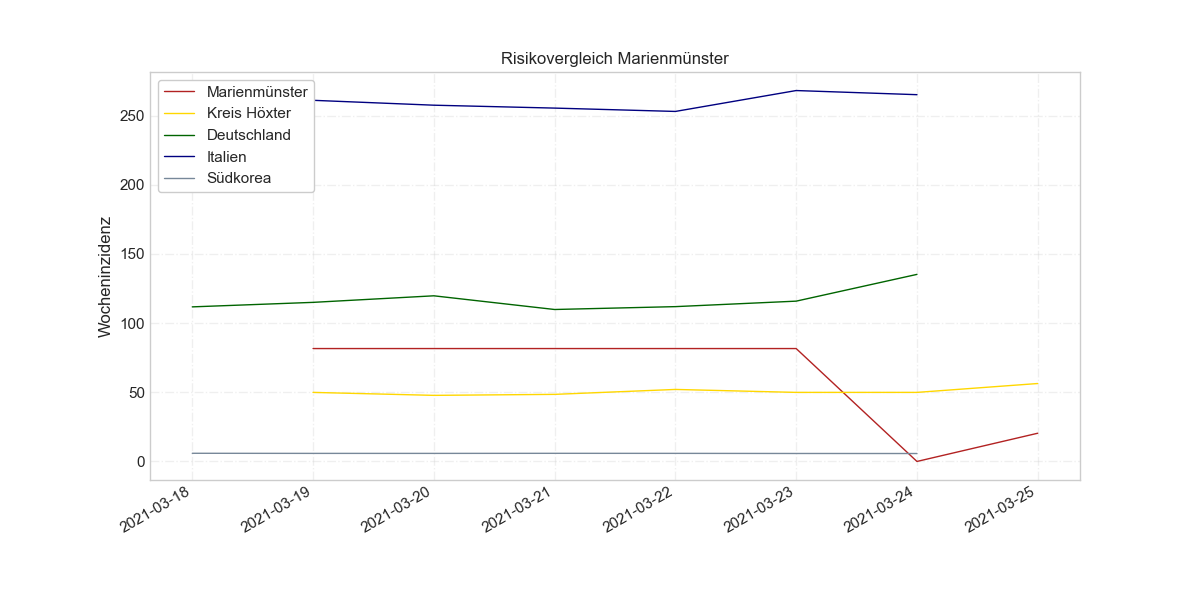 Risikovergleich Marienmünster
Marienmünster
Kreis Höxter
Deutschland
Italien
Südkorea
Wocheninzidenz
250
200
150
100
50
0
2021-03-18
2021-03-19
2021-03-20
2021-03-21
2021-03-22
2021-03-23
2021-03-24
2021-03-25